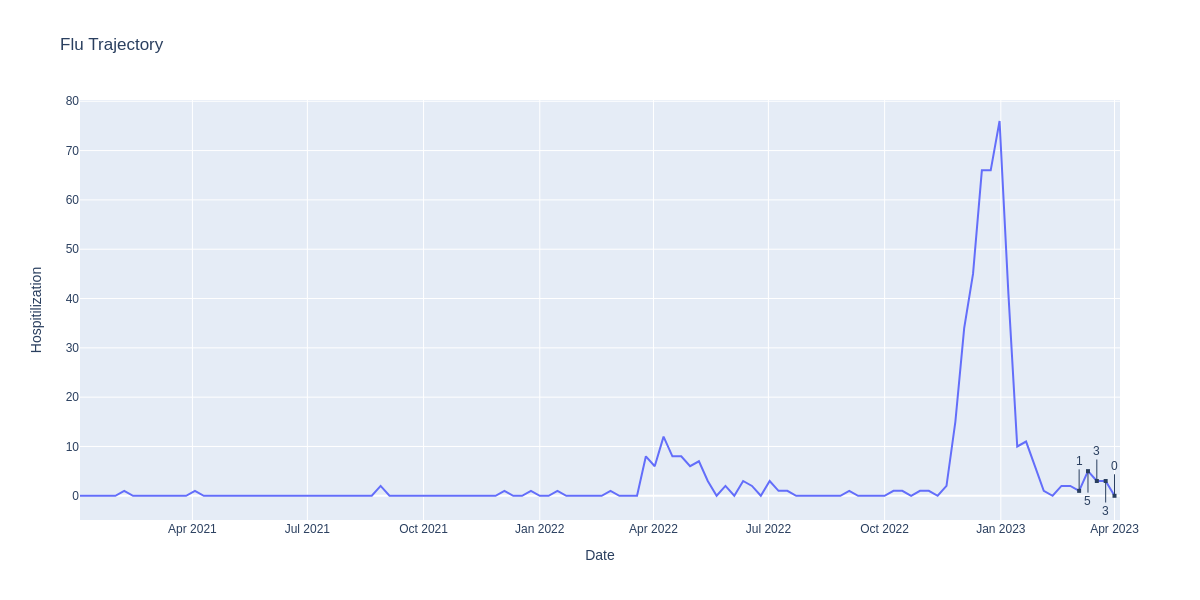 Flu Trajectory
80
70
60
50
40
30
20
10
0
Hospitilization
1
5
3
3
0
Apr 2021
Jul 2021
Oct 2021
Jan 2022
Apr 2022
Jul 2022
Oct 2022
Jan 2023
Apr 2023
Date